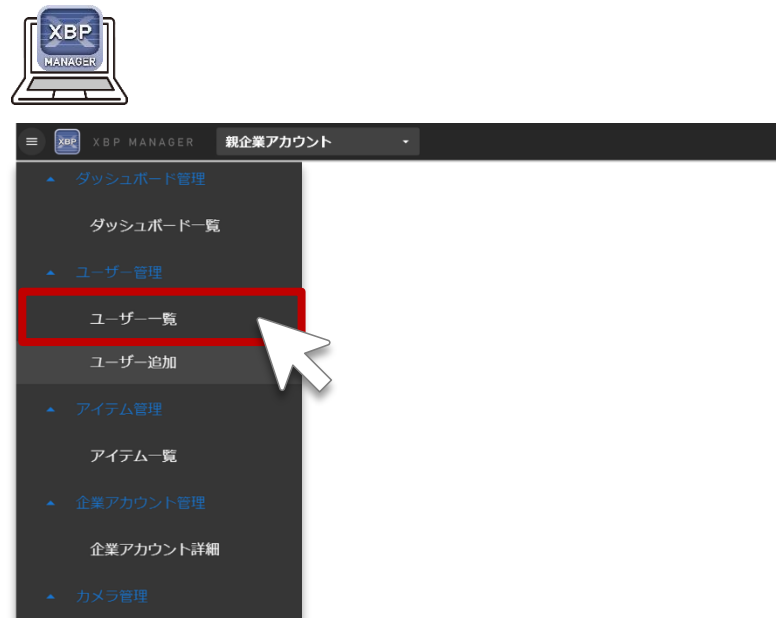 XBP
MANAGER
XBP XBP MANAGER 親企業アカウント
ダッシュボード管理
ダッシュボード一覧
ユーザー管理
ユーザー一覧
ユーザー追加
アイテム管理
アイテム一覧
企業アカウント管理
企業アカウント詳細
カメラ管理